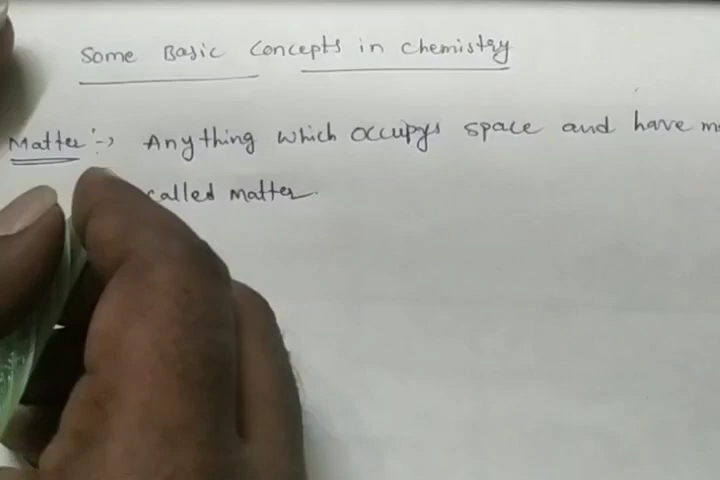 Some Basic Concepts in Chemistry
Matter :-> Anything which occupys space and have
called matter.